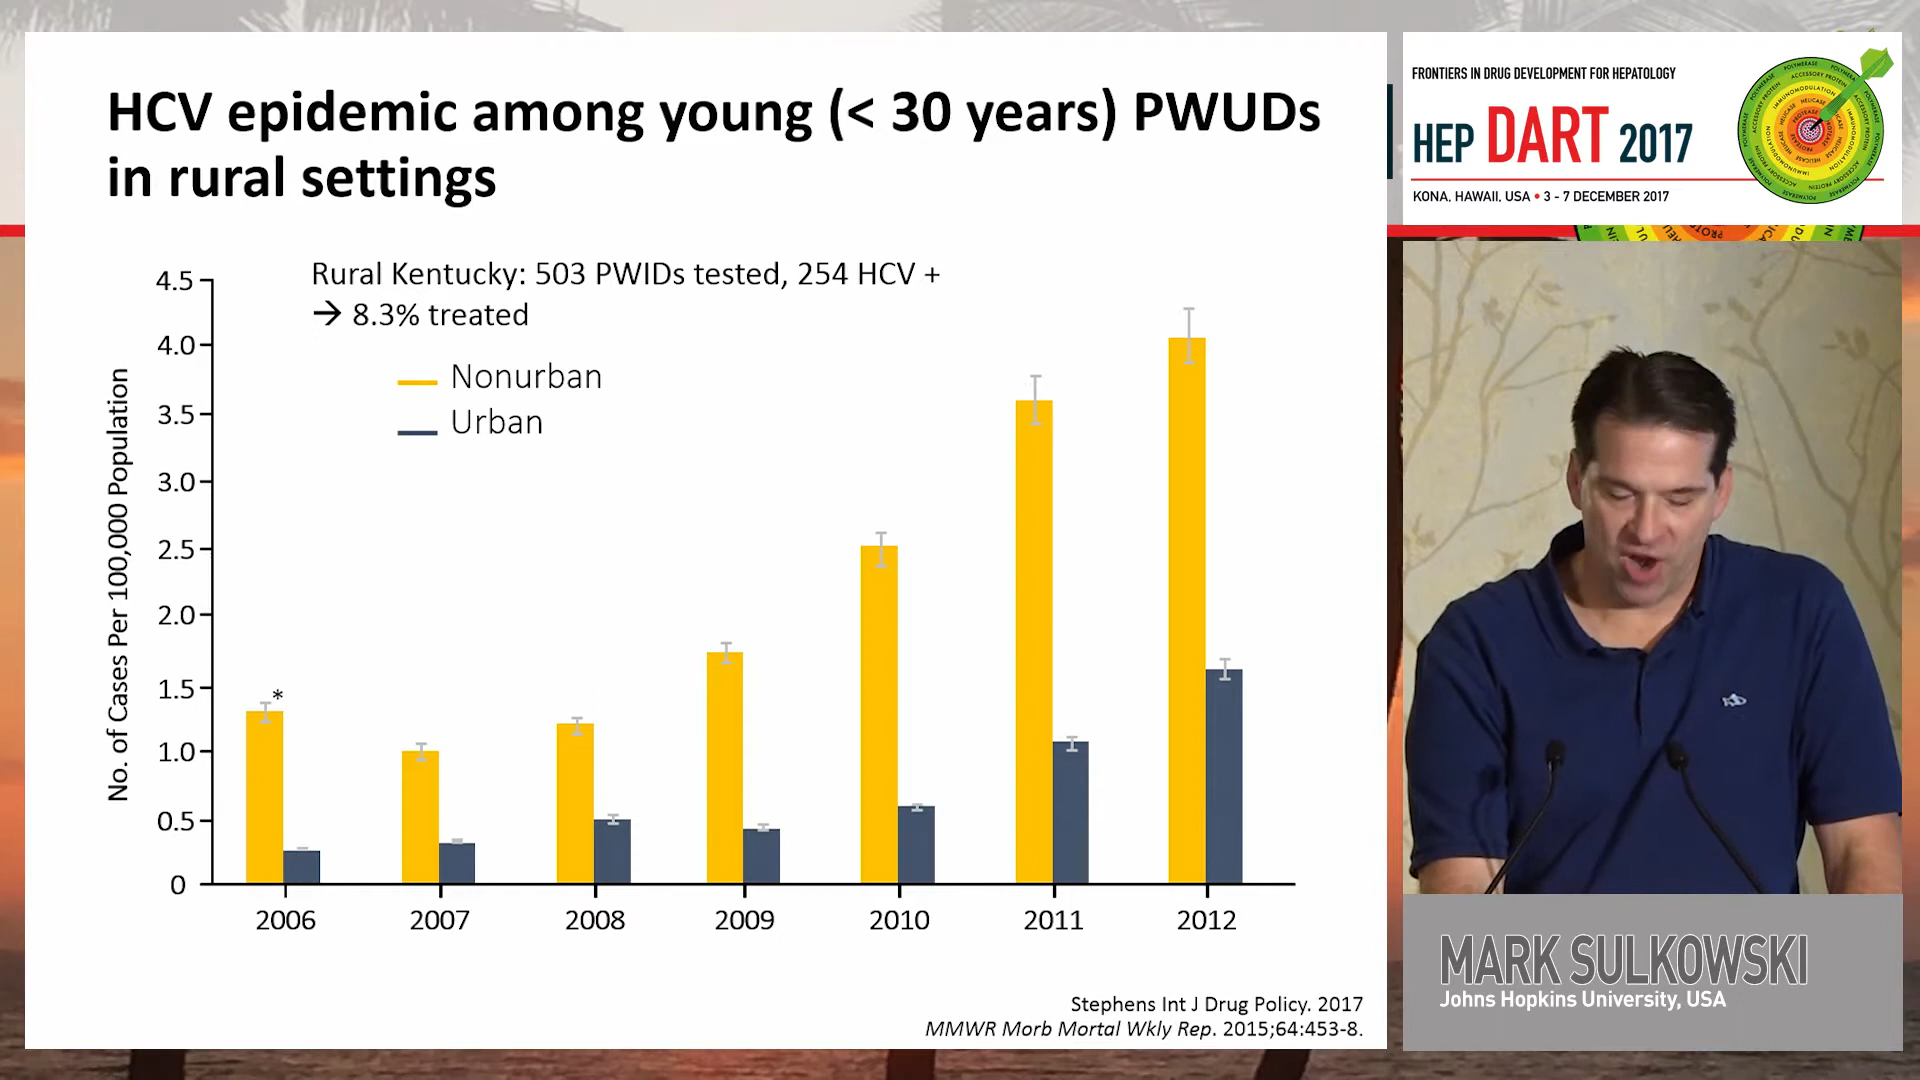 HCV epidemic among young (< 30 years) PWUDs
in rural settings
Rural Kentucky: 503 PWIDs tested, 254 HCV +
→ 8.3% treated
Nonurban
Urban
No. of Cases Per 100,000 Population
4.5
4.0
3.5
3.0
2.5
2.0
1.5
1.0
0.5
0
*
2006 2007 2008 2009 2010 2011 2012
Stephens Int J Drug Policy. 2017
MMWR Morb Mortal Wkly Rep. 2015;64:453-8.
FRONTIERS IN DRUG DEVELOPMENT FOR HEPATOLOGY
HEP DART 2017
KONA, HAWAII, USA • 3 - 7 DECEMBER 2017
MARK SULKOWSKI
Johns Hopkins University, USA